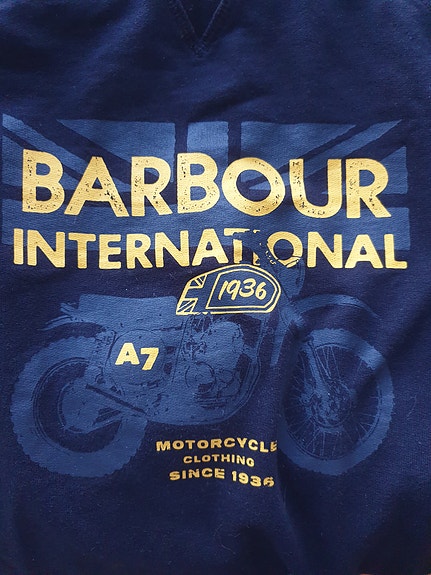 BARBOUR
INTERNATIONAL
1936
A7
MOTORCYCLE
CLOTHING
SINCE 1936